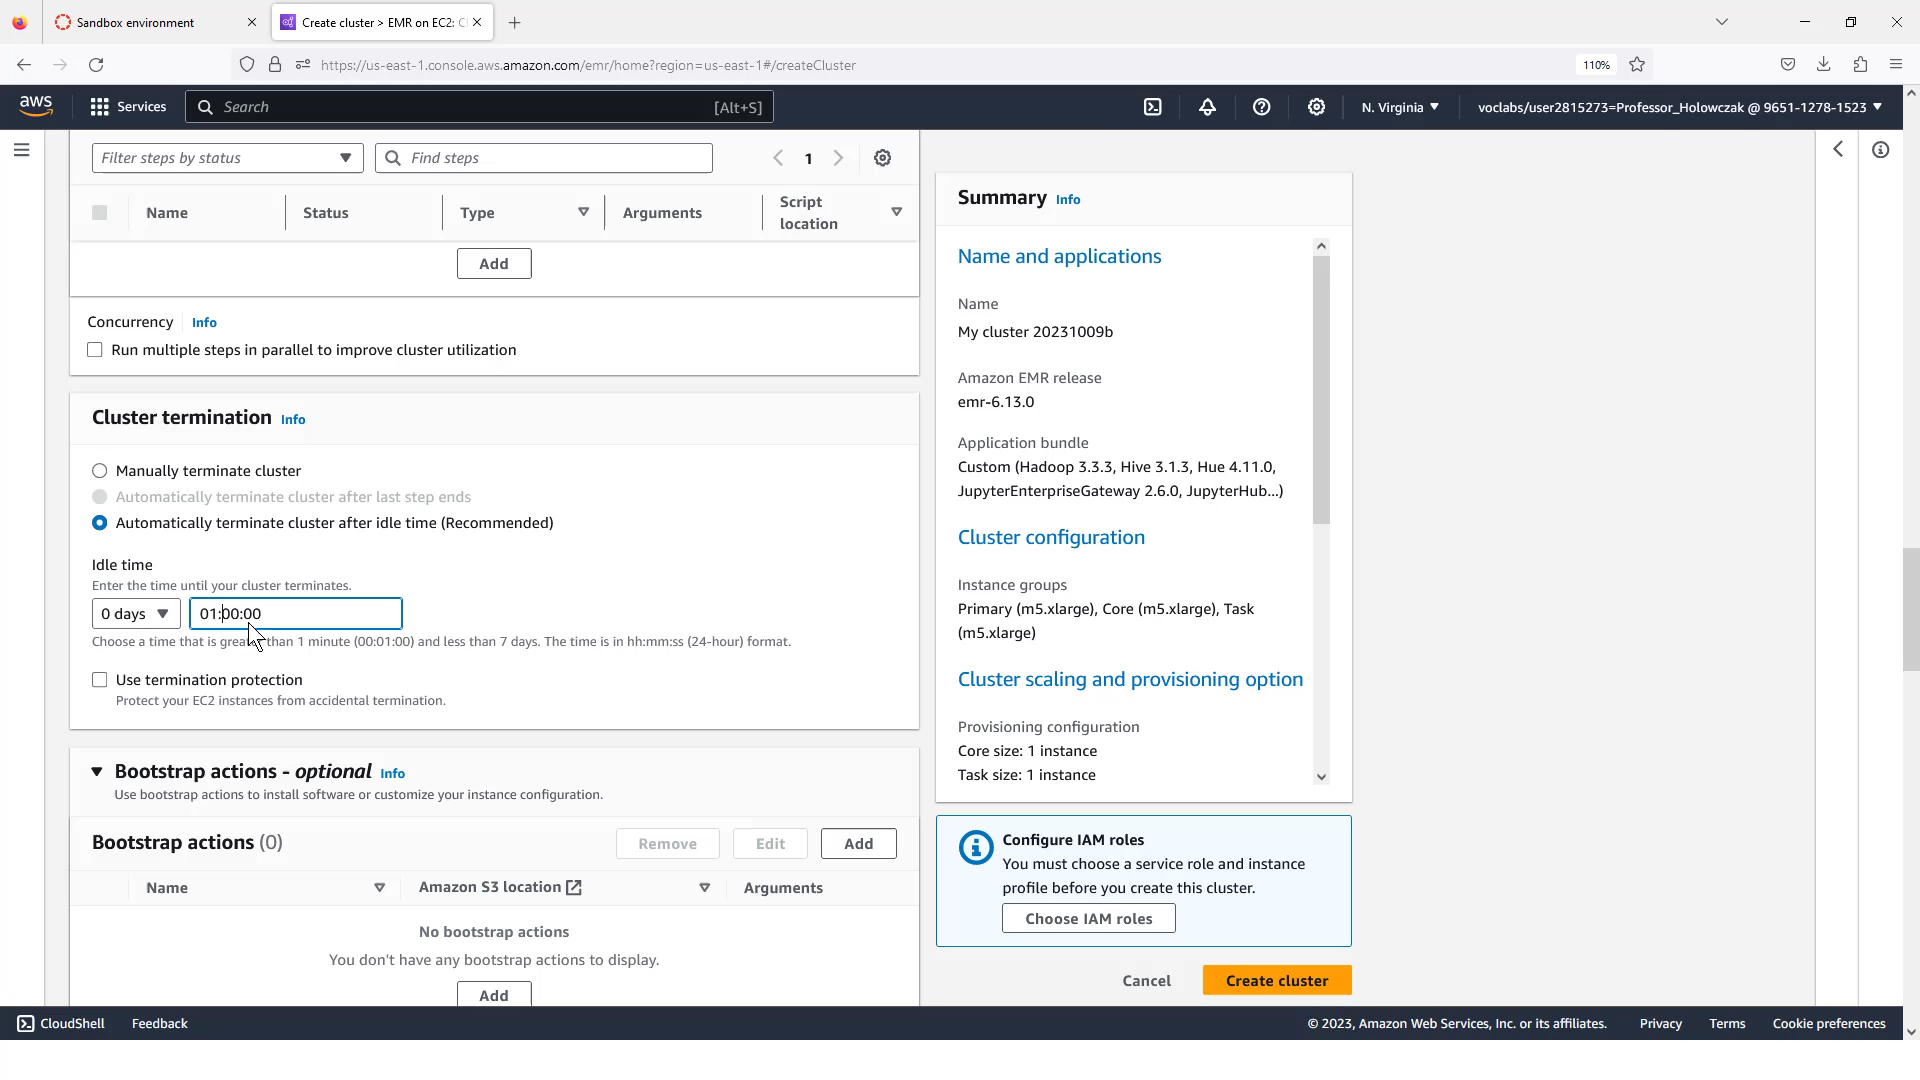 Sandbox environment
Create cluster > EMR on EC2: C
https://us-east-1.console.aws.amazon.com/emr/home?region=us-east-1#/createCluster
110%
aws
Services
Search
[Alt+S]
N. Virginia
voclabs/user2815273=Professor_Holowczak @ 9651-1278-1523
Filter steps by status
Find steps
1
Name
Status
Type
Arguments
Script
location
Add
Concurrency
Info
Run multiple steps in parallel to improve cluster utilization
Cluster termination Info
Manually terminate cluster
Automatically terminate cluster after last step ends
Automatically terminate cluster after idle time (Recommended)
Idle time
Enter the time until your cluster terminates.
0 days
01:00:00
Choose a time that is greater than 1 minute (00:01:00) and less than 7 days. The time is in hh:mm:ss (24-hour) format.
Use termination protection
Protect your EC2 instances from accidental termination.
Bootstrap actions - optional Info
Use bootstrap actions to install software or customize your instance configuration.
Bootstrap actions (0)
Remove
Edit
Add
Name
Amazon S3 location
Arguments
No bootstrap actions
You don't have any bootstrap actions to display.
Add
Summary Info
Name and applications
Name
My cluster 20231009b
Amazon EMR release
emr-6.13.0
Application bundle
Custom (Hadoop 3.3.3, Hive 3.1.3, Hue 4.11.0,
JupyterEnterpriseGateway 2.6.0, JupyterHub...)
Cluster configuration
Instance groups
Primary (m5.xlarge), Core (m5.xlarge), Task
(m5.xlarge)
Cluster scaling and provisioning option
Provisioning configuration
Core size: 1 instance
Task size: 1 instance
Configure IAM roles
You must choose a service role and instance
profile before you create this cluster.
Choose IAM roles
Cancel
Create cluster
CloudShell
Feedback
© 2023, Amazon Web Services, Inc. or its affiliates.
Privacy
Terms
Cookie preferences